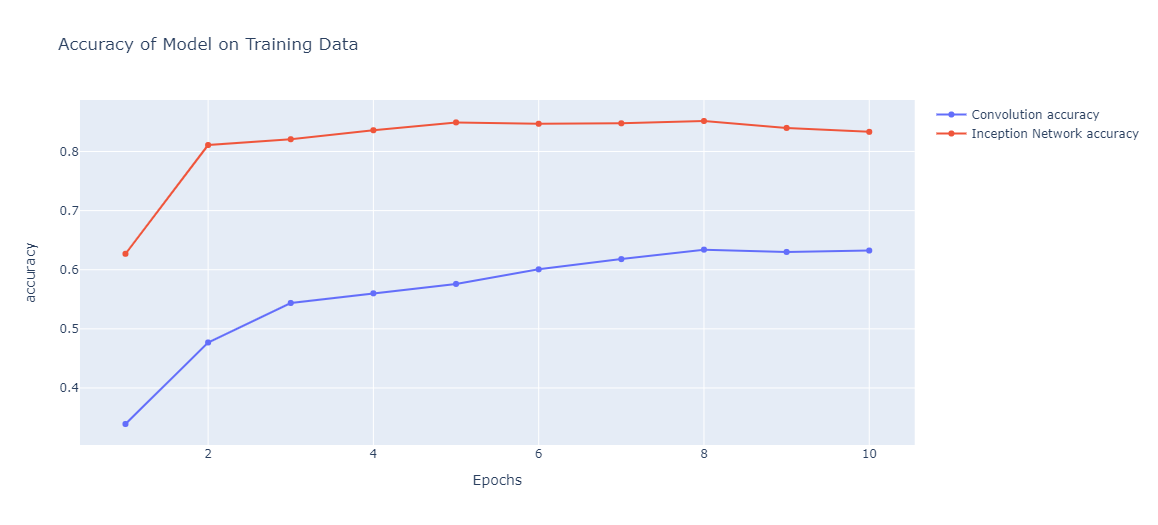 Accuracy of Model on Training Data
Convolution accuracy
Inception Network accuracy
accuracy
0.8
0.7
0.6
0.5
0.4
2
4
6
8
10
Epochs